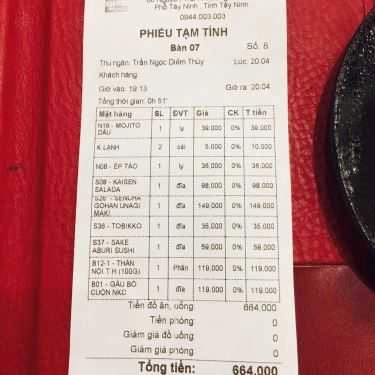 Phố Tây Ninh, Tỉnh Tây Ninh
0944.003.003
PHIẾU TẠM TÍNH
Bàn 07 Số: 8
Thu ngân: Trần Ngọc Diễm Thúy Lúc: 20:04
Khách hàng
Giờ vào: 19:13 Giờ ra: 20:04
Tổng thời gian: 0h 51'
Mặt hàng SL ĐVT Giá CK T tiền
N16 - MOJITO DÂU 1 ly 39,000 0% 39,000
K LẠNH 2 cái 5,000 0% 10,000
N08 - ÉP TÁO 1 ly 36,000 0% 36,000
S08 - KAISEN SALADA 1 đĩa 98,000 0% 98,000
GOHAN UNAGI MAKI 1 đĩa 149,000 0% 149,000
S36 - TOBIKKO 1 đĩa 35,000 0% 35,000
S37 - SAKE ABURI SUSHI 1 đĩa 59,000 0% 59,000
B12-1 - THĂN NỘI T.H (100G) 1 Phần 119,000 0% 119,000
B01 - GẦU BÒ CUỘN NKC 1 đĩa 119,000 0% 119,000
Tiền đồ ăn, uống 664,000
Tiền phòng: 0
Giảm giá đồ uống: 0
Giảm giá phòng: 0
Tổng tiền: 664,000